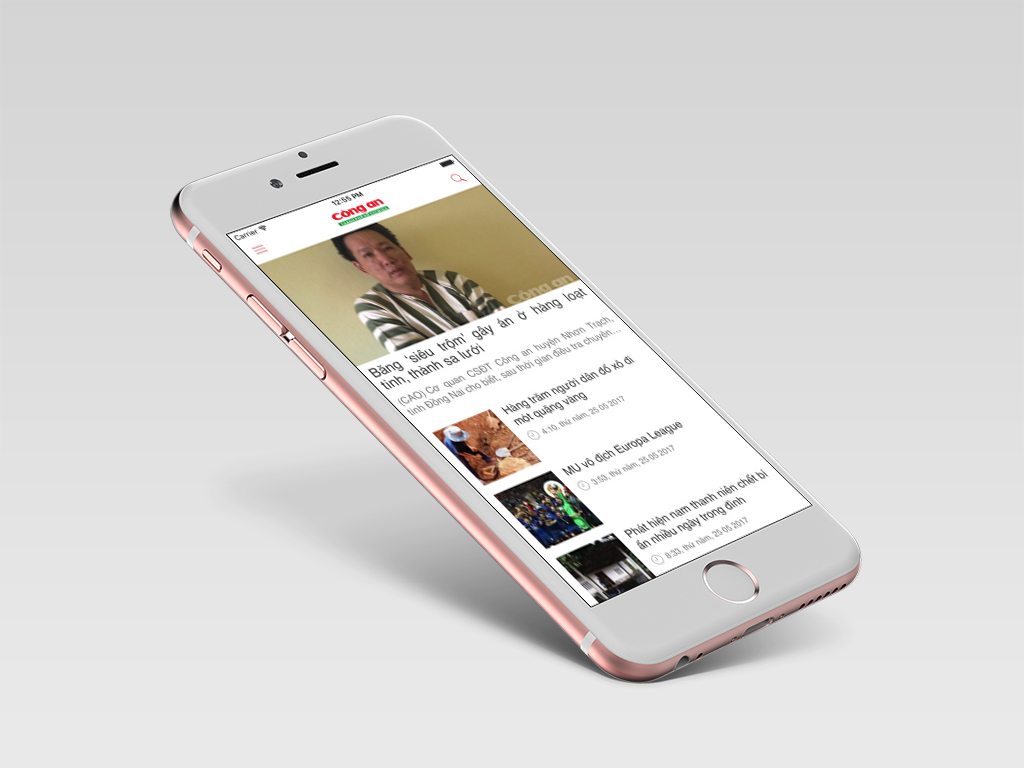 Carrier
12:55 PM
Công an
Công an
Băng 'siêu trộm' gây án ở hàng loạt
tỉnh, thành sa lưới
(CAO) Cơ quan CSĐT Công an huyện Nhơn Trạch,
tỉnh Đồng Nai cho biết, sau thời gian điều tra chuyên...
Hàng trăm người dân đổ xô đi
mót quặng vàng
4:10, thứ năm, 25 05 2017
MU vô địch Europa League
3:53, thứ năm, 25 05 2017
Phát hiện nam thanh niên chết bí
ẩn nhiều ngày trong đình
8:33, thứ năm, 25 05 2017